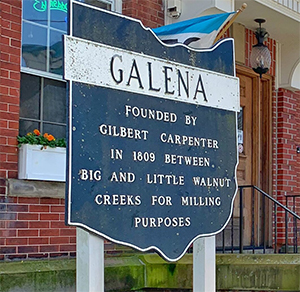 GALENA
FOUNDED BY
GILBERT CARPENTER
IN 1809 BETWEEN
BIG AND LITTLE WALNUT
CREEKS FOR MILLING
PURPOSES